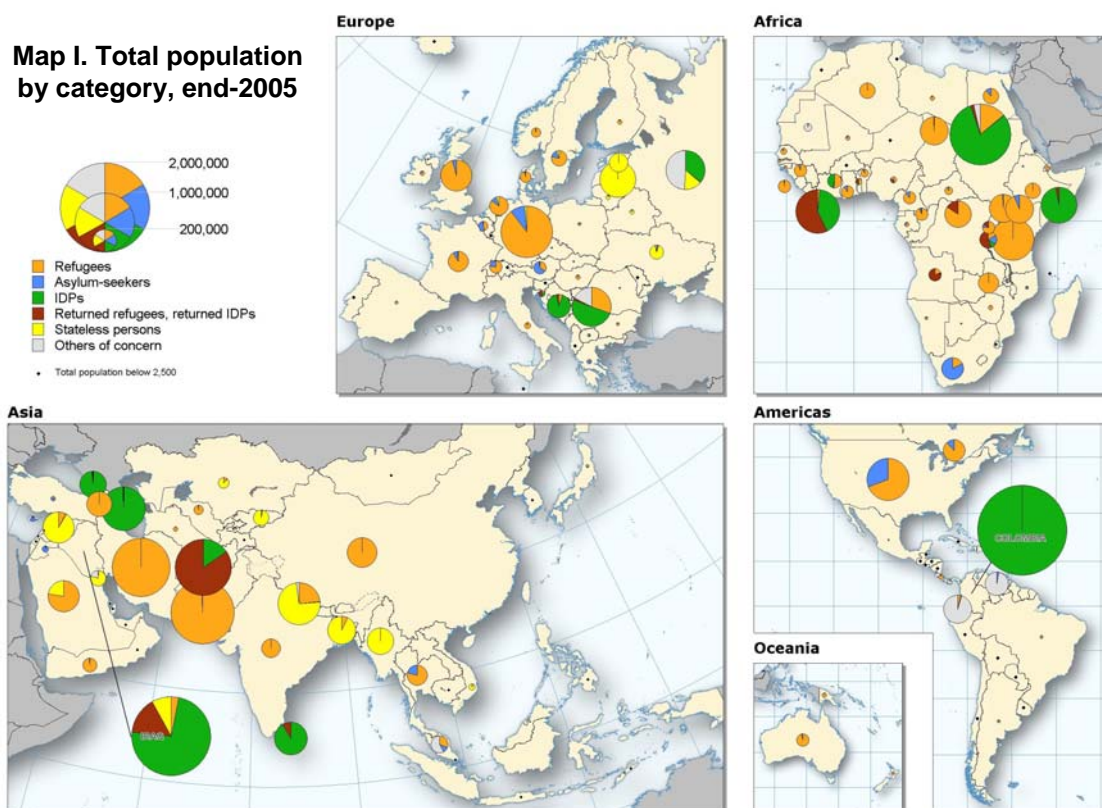 Map I. Total population
by category, end-2005
2,000,000
1,000,000
200,000
Refugees
Asylum-seekers
IDPs
Returned refugees, returned IDPs
Stateless persons
Others of concern
Total population below 2,500
Europe
Africa
Asia
IRAQ
Americas
COLOMBIA
Oceania